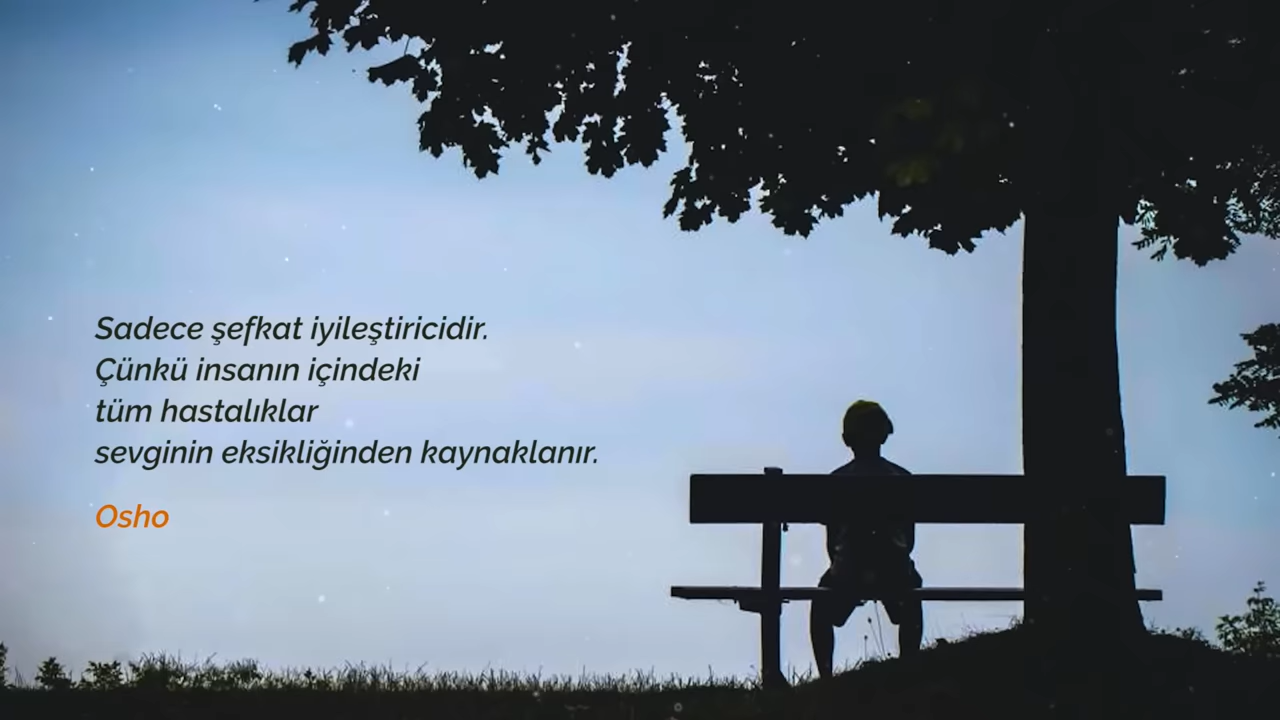 Sadece şefkat iyileştiricidir.
Çünkü insanın içindeki
tüm hastalıklar
sevginin eksikliğinden kaynaklanır.
Osho